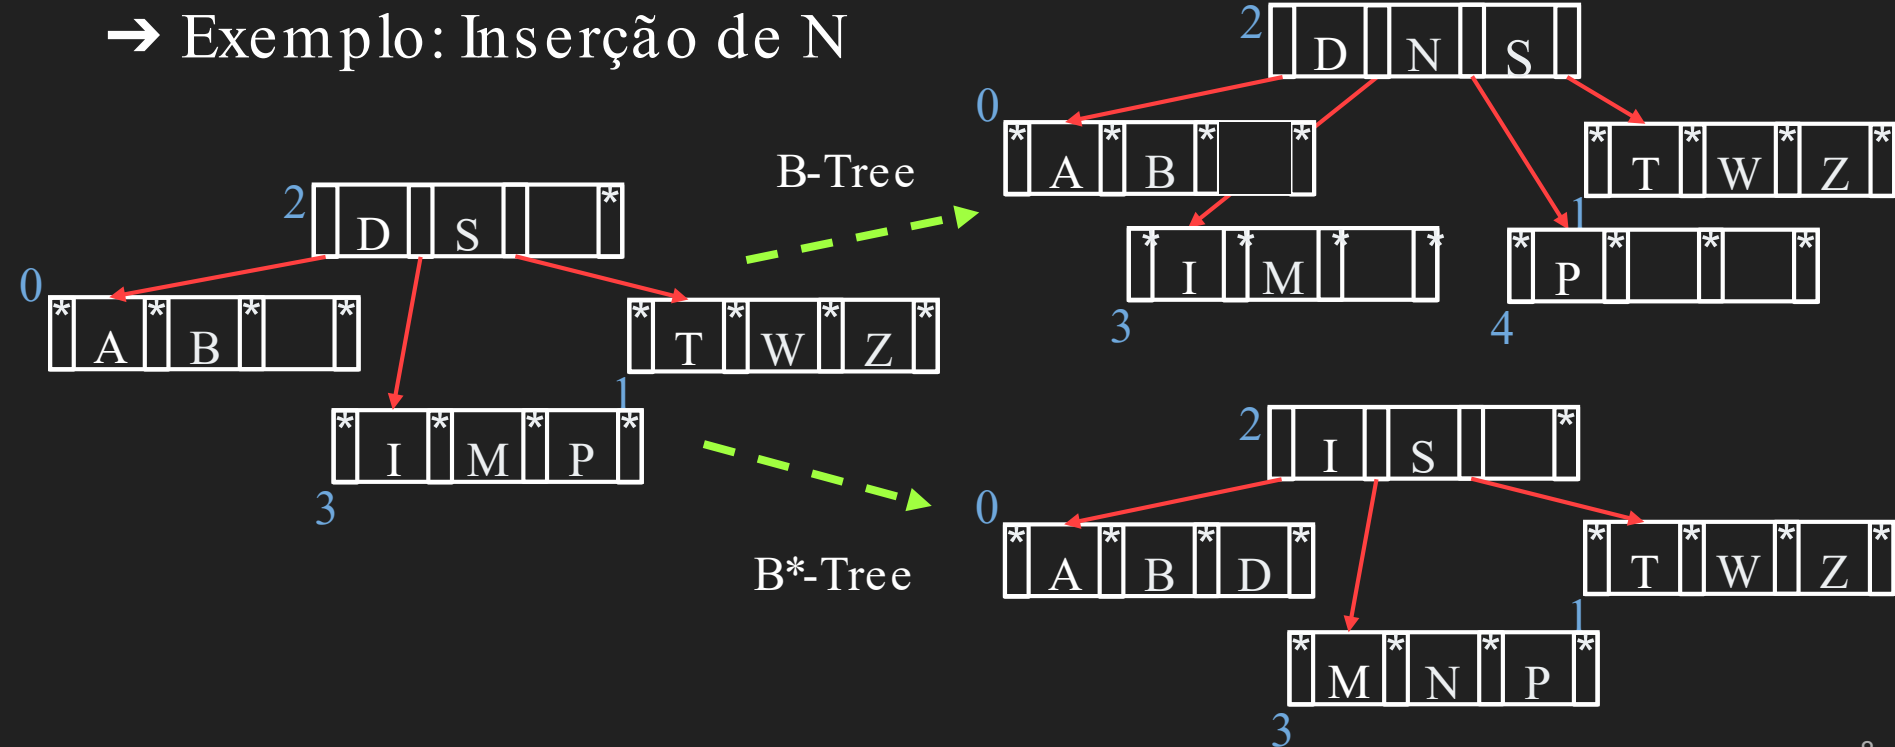 ➔ Exemplo: Inserção de N
2
D S *
0
* A * B * *
* T * W * Z *
1
* I * M * P *
3
B-Tree
2
D N S
0
* A * B * *
* T * W * Z *
1
* I * M * *
3
* P * * *
4
B*-Tree
2
I S *
0
* A * B * D *
* T * W * Z *
1
* M * N * P *
3